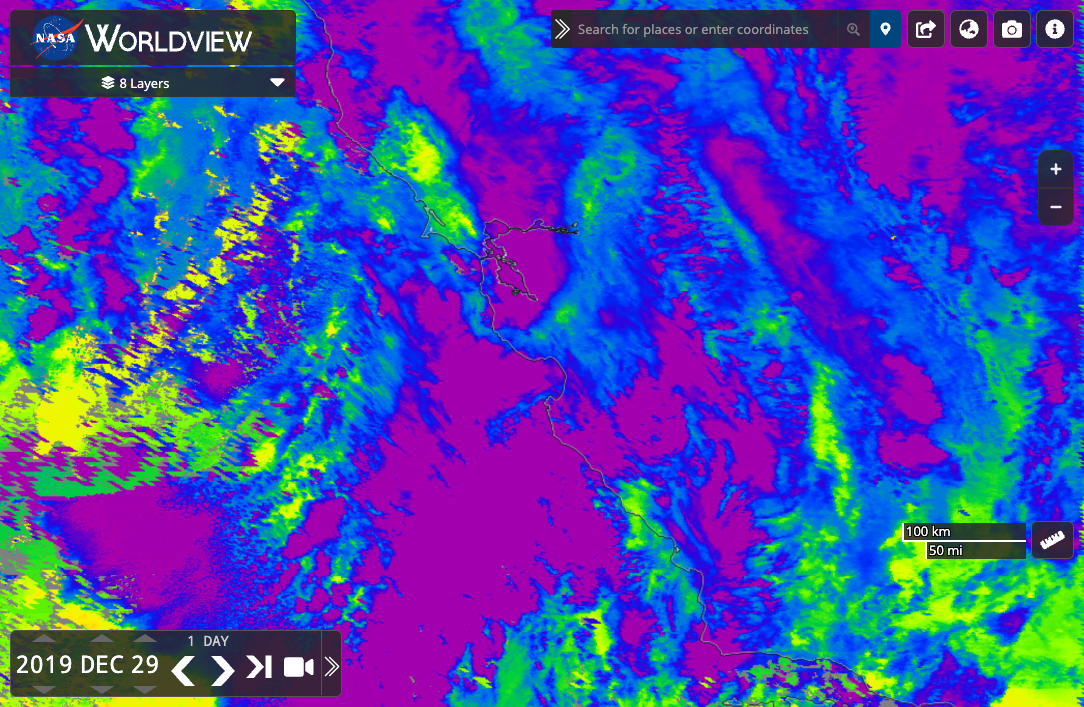 NASA WORLDVIEW
8 Layers
Search for places or enter coordinates
100 km
50 mi
1 DAY
2019 DEC 29